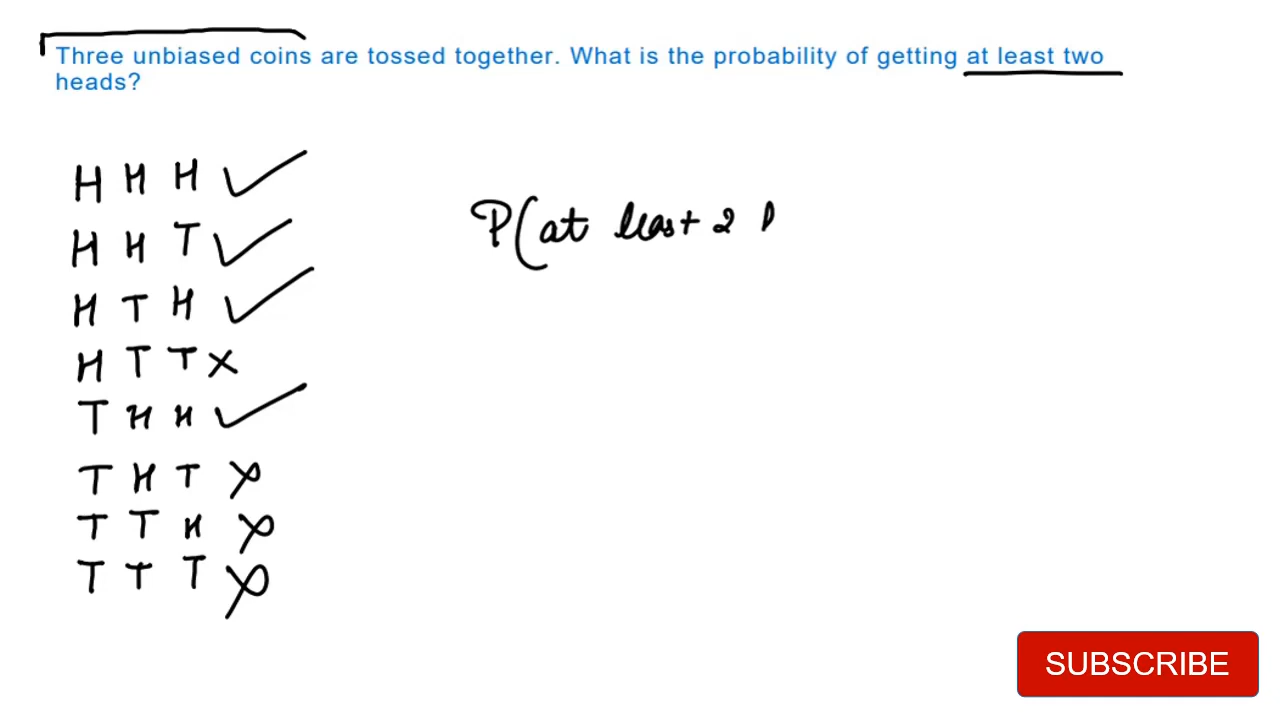 Three unbiased coins are tossed together. What is the probability of getting at least two
heads?
H H H
H H T
H T H
H T T
T H H
T H T
T T H
T T T
P(at least 2
SUBSCRIBE